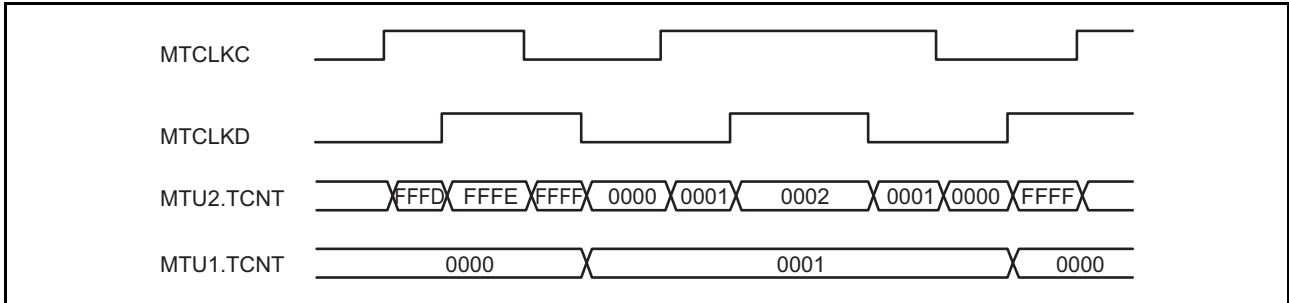 MTCLKC
MTCLKD
MTU2.TCNT FFFD FFFE FFFF 0000 0001 0002 0001 0000 FFFF
MTU1.TCNT 0000 0001 0000